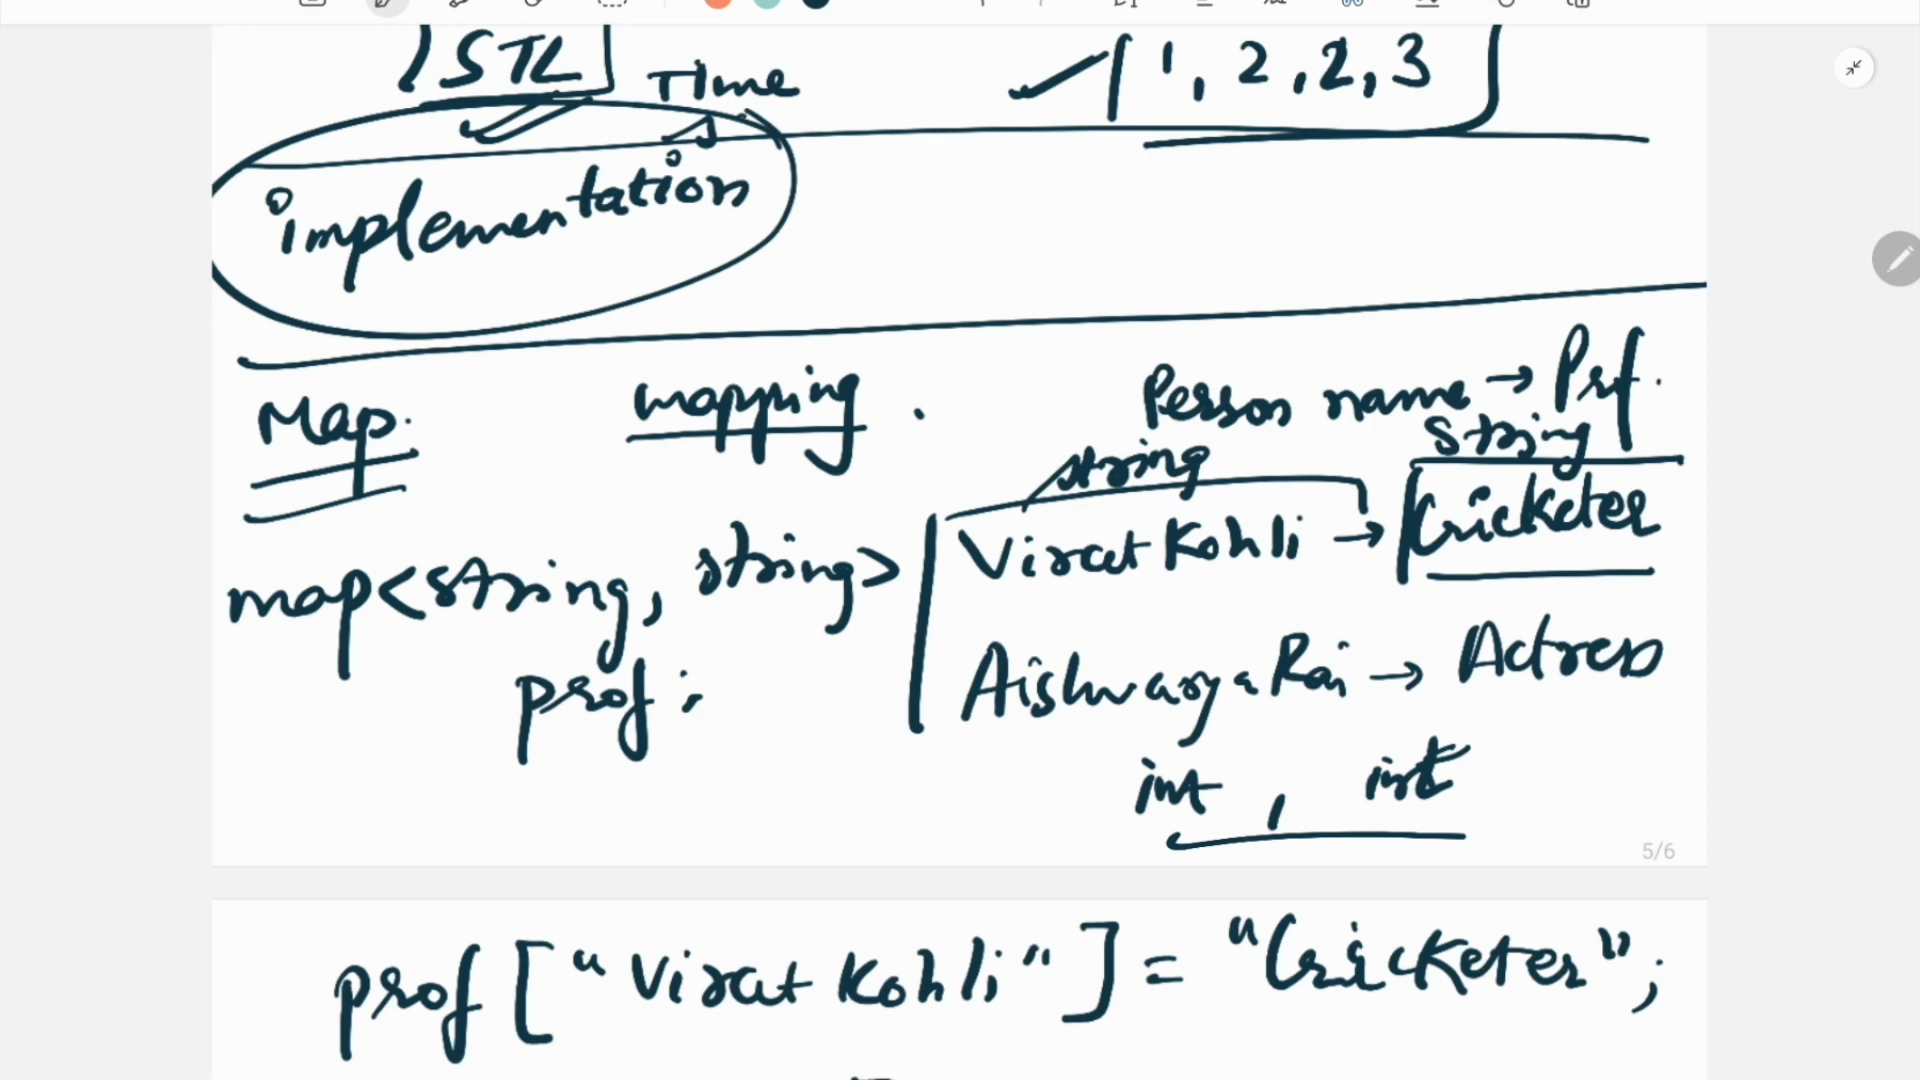 STL
Time
1, 2, 2, 3
implementation
Map.
mapping.
Person name → Prf.
string
string
map<string, string>
prof;
Virat Kohli → Cricketer
Aishwarya Rai → Actress
int, int
5/6
prof["Virat Kohli"] = "Cricketer";